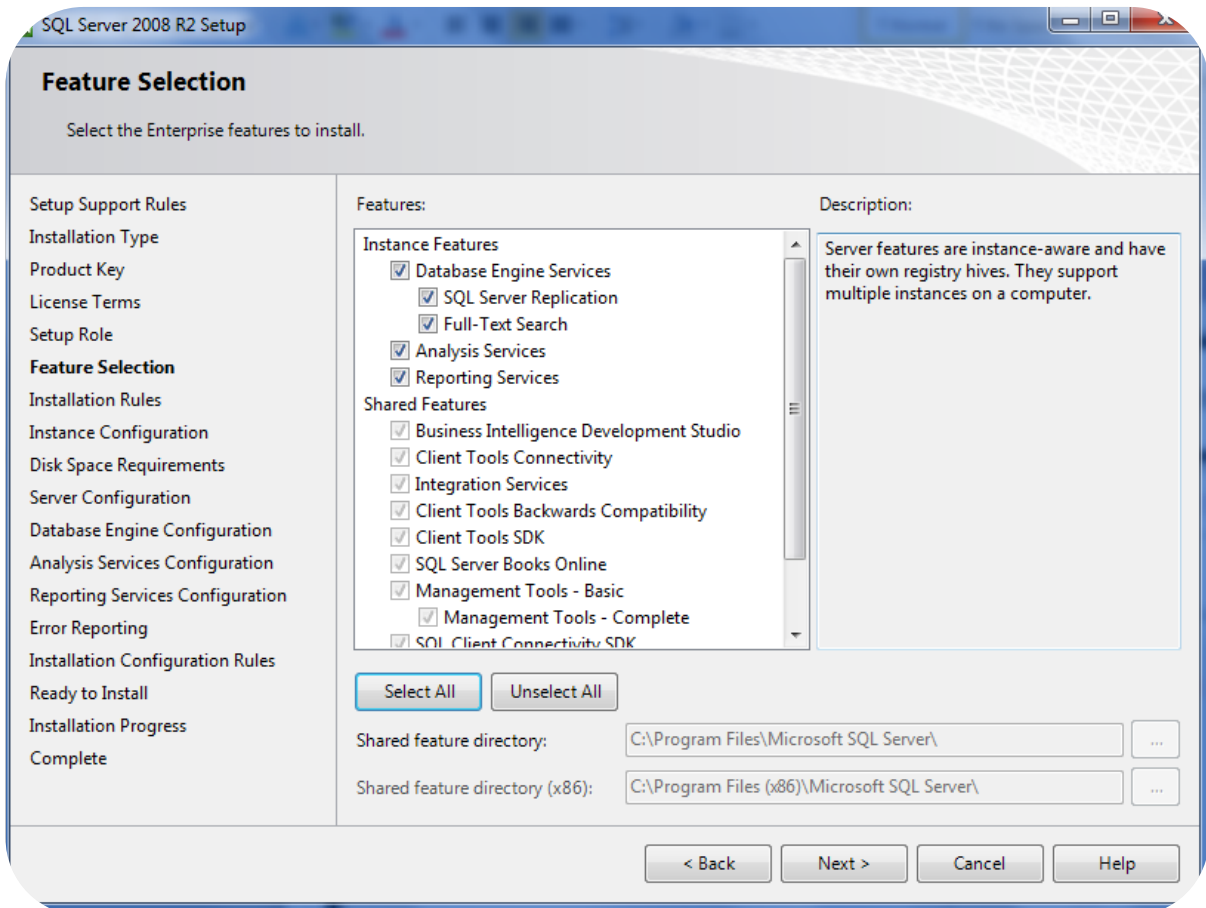 SQL Server 2008 R2 Setup
Feature Selection
Select the Enterprise features to install.
Setup Support Rules
Installation Type
Product Key
License Terms
Setup Role
Feature Selection
Installation Rules
Instance Configuration
Disk Space Requirements
Server Configuration
Database Engine Configuration
Analysis Services Configuration
Reporting Services Configuration
Error Reporting
Installation Configuration Rules
Ready to Install
Installation Progress
Complete
Features:
Instance Features
Database Engine Services
SQL Server Replication
Full-Text Search
Analysis Services
Reporting Services
Shared Features
Business Intelligence Development Studio
Client Tools Connectivity
Integration Services
Client Tools Backwards Compatibility
Client Tools SDK
SQL Server Books Online
Management Tools - Basic
Management Tools - Complete
SQL Client Connectivity SDK
Description:
Server features are instance-aware and have
their own registry hives. They support
multiple instances on a computer.
Select All
Unselect All
Shared feature directory:
C:\Program Files\Microsoft SQL Server\
...
Shared feature directory (x86):
C:\Program Files (x86)\Microsoft SQL Server\
...
< Back
Next >
Cancel
Help